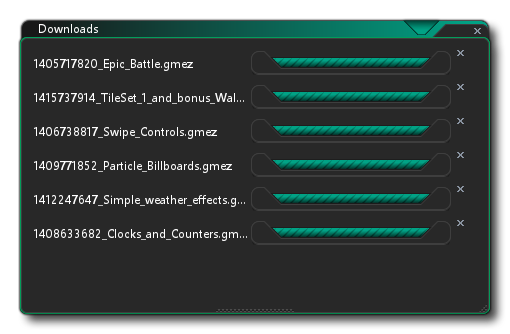 Downloads
1405717820_Epic_Battle.gmez
1415737914_TileSet_1_and_bonus_Wal...
1406738817_Swipe_Controls.gmez
1409771852_Particle_Billboards.gmez
1412247647_Simple_weather_effects.g...
1408633682_Clocks_and_Counters.gm...